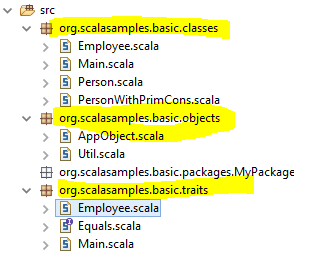 src
org.scalasamples.basic.classes
Employee.scala
Main.scala
Person.scala
PersonWithPrimCons.scala
org.scalasamples.basic.objects
AppObject.scala
Util.scala
org.scalasamples.basic.packages.MyPackage
org.scalasamples.basic.traits
Employee.scala
Equals.scala
Main.scala